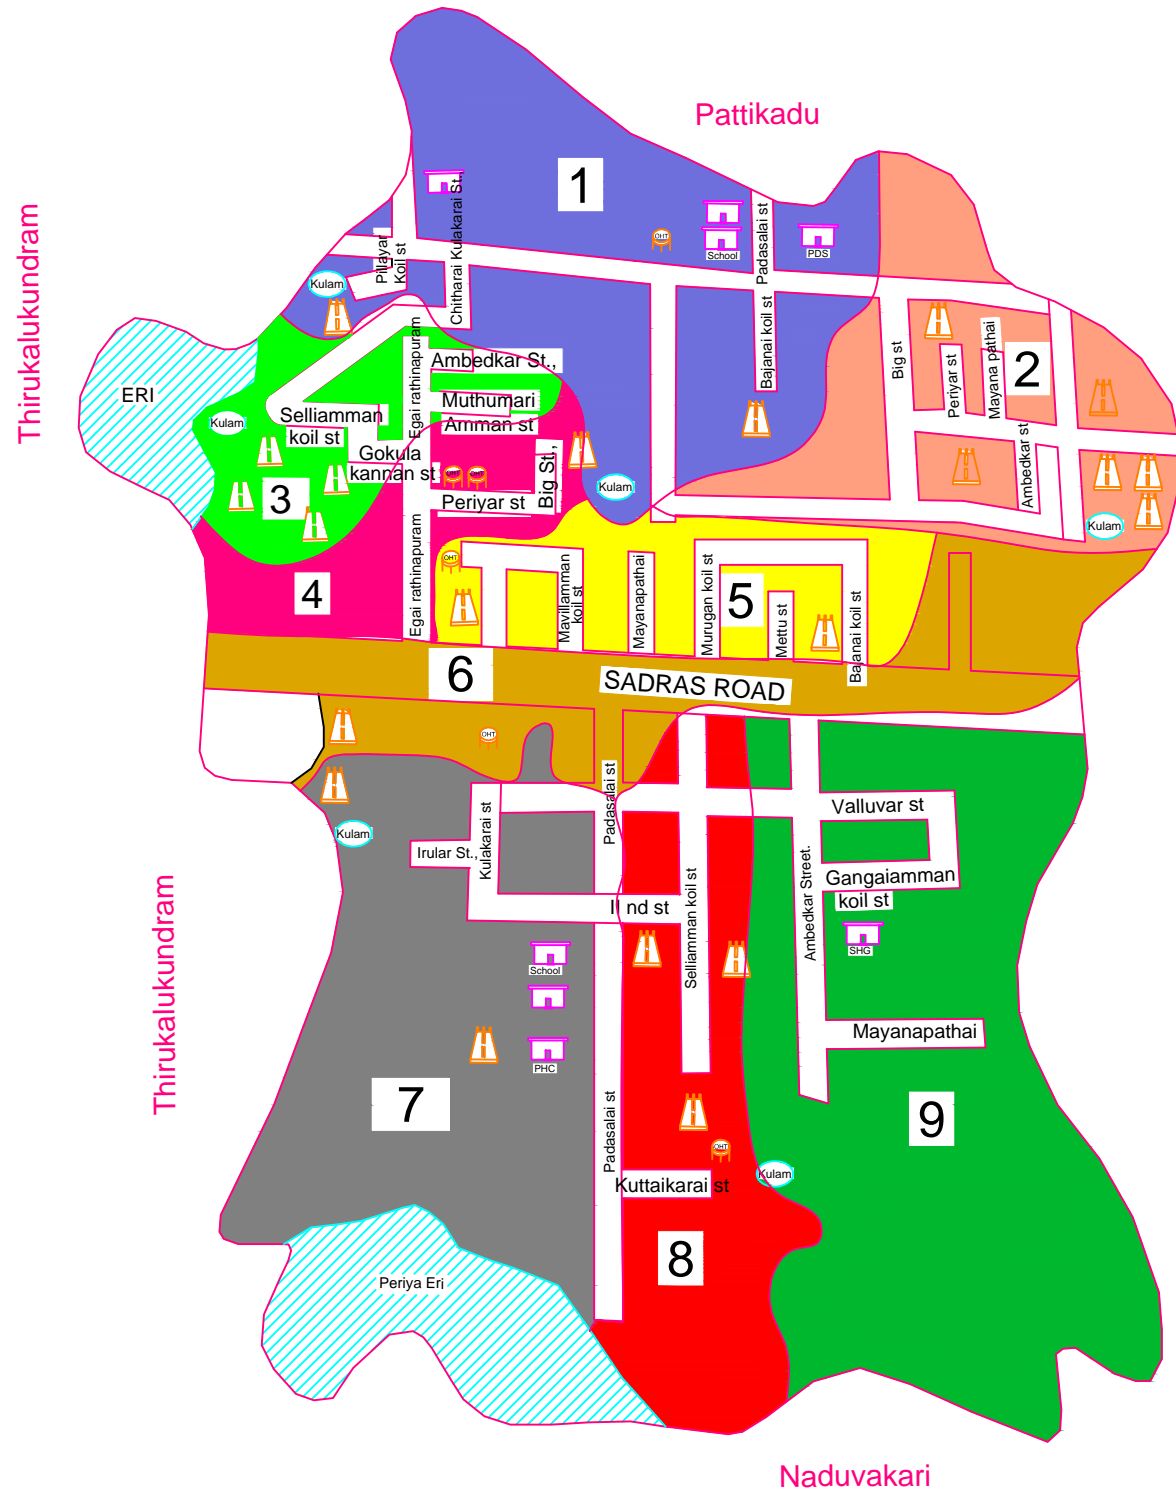 Pattikadu
Thirukalukundram
1
Chitharai Kulakarai St.,
Pillayar
Koil st
OHT
School
Padasalai st
PDS
Kulam
Bajanai koil st
Big st
Periyar st
Mayana pathai
2
Ambedkar st
Kulam
ERI
Egai rathinapuram
Ambedkar St.,
Muthumari
Amman st
Selliamman
koil st
Kulam
Gokula
kannan st
OHT
OHT
Big St.,
Periyar st
Kulam
3
4
Egai rathinapuram
OHT
Mavillamman
koil st
Mayanapathai
Murugan koil st
5
Mettu st
Bajanai koil st
6
SADRAS ROAD
OHT
Padasalai st
Kulam
Irular St.,
Kulakarai st
Valluvar st
Gangaiamman
koil st
Ambedkar Street.
Selliamman koil st
II nd st
SHG
School
PHC
Mayanapathai
Thirukalukundram
7
Padasalai st
9
OHT
Kulam
Kuttaikarai st
8
Periya Eri
Naduvakari